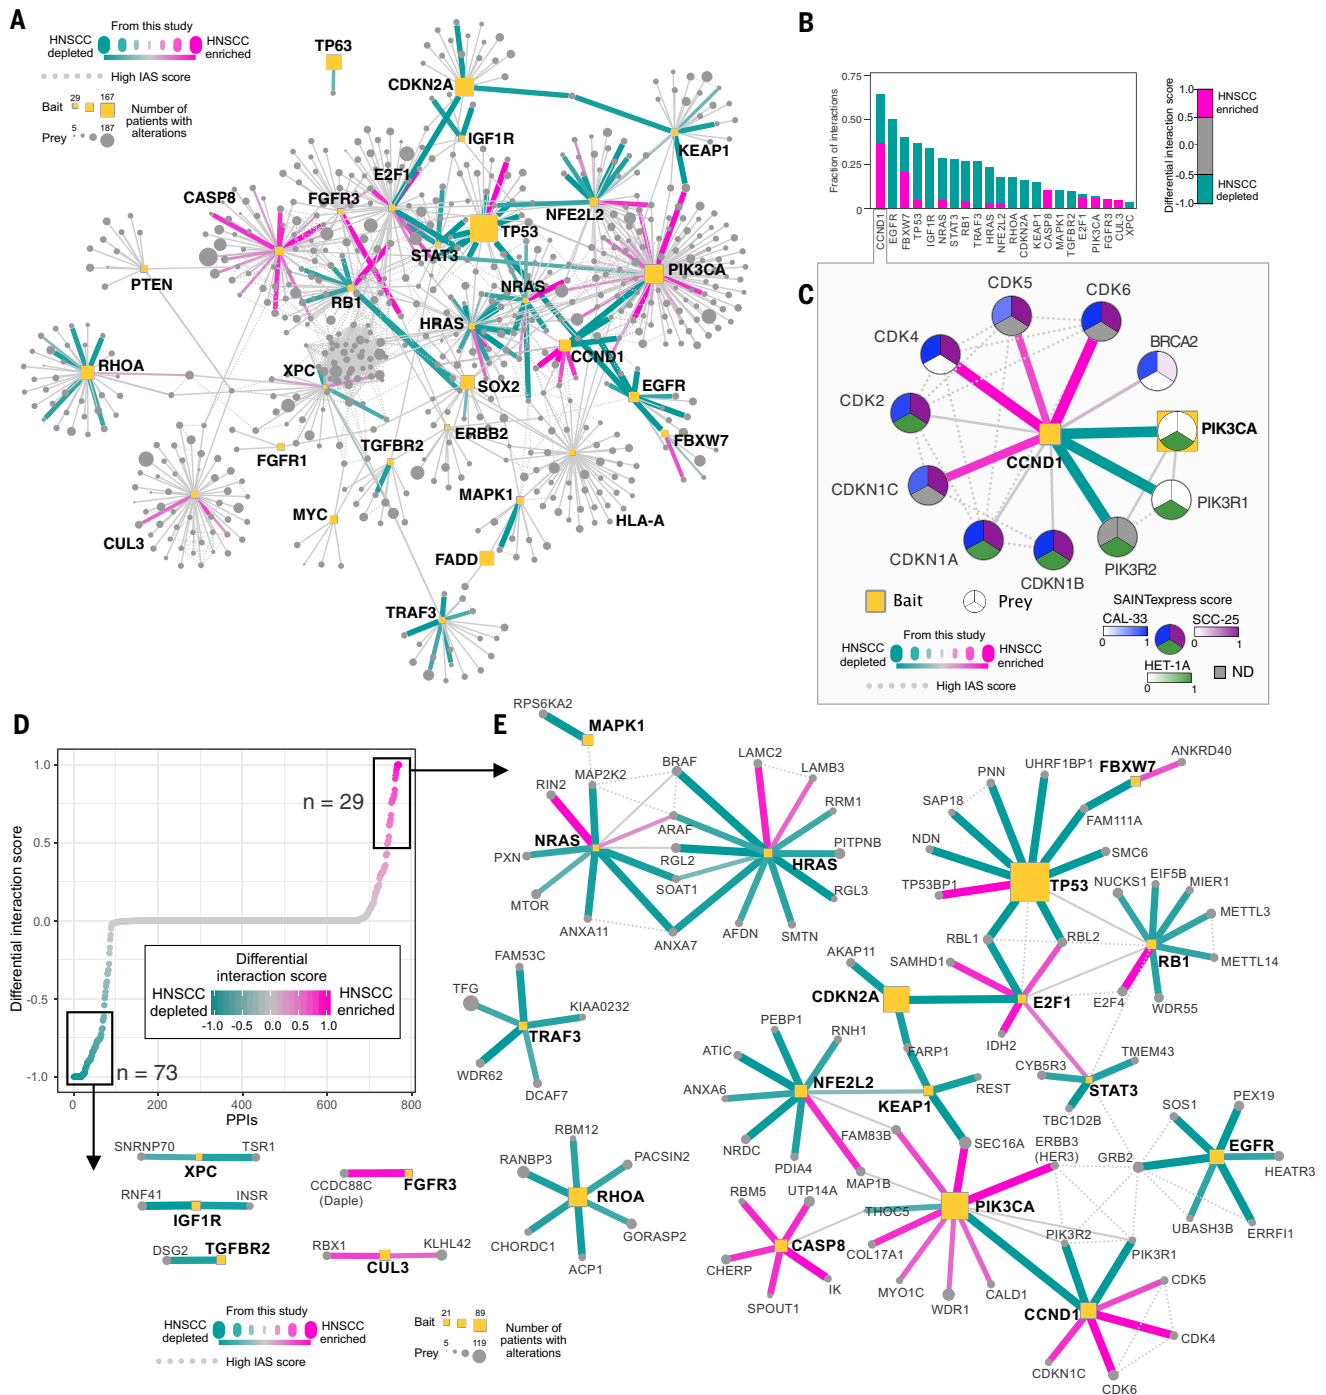 A
From this study
HNSCC
depleted
HNSCC
enriched
High IAS score
29
167
Bait
Number of
patients with
alterations
5
187
Prey
TP63
CDKN2A
IGF1R
KEAP1
E2F1
CASP8
FGFR3
NFE2L2
TP53
STAT3
PTEN
PIK3CA
NRAS
RB1
HRAS
CCND1
RHOA
XPC
SOX2
EGFR
ERBB2
FBXW7
TGFBR2
FGFR1
MAPK1
MYC
HLA-A
CUL3
FADD
TRAF3
B
Fraction of interactions
0.75
0.50
0.25
0
CCND1
EGFR
FBXW7
TP53
IGF1R
NRAS
STAT3
RB1
TRAF3
HRAS
NFE2L2
RHOA
CDKN2A
KEAP1
CASP8
MAPK1
TGFBR2
E2F1
PIK3CA
FGFR3
CUL3
XPC
Differential interaction score
1.0
0.5
0.0
-0.5
-1.0
HNSCC
enriched
HNSCC
depleted
C
CDK5
CDK6
CDK4
BRCA2
CDK2
PIK3CA
CCND1
CDKN1C
PIK3R1
CDKN1A
PIK3R2
CDKN1B
Bait
Prey
SAINTexpress score
CAL-33
SCC-25
0 1
0 1
HET-1A
0 1
ND
From this study
HNSCC
depleted
HNSCC
enriched
High IAS score
D
Differential interaction score
1.0
0.5
0.0
-0.5
-1.0
n = 29
n = 73
Differential
interaction score
HNSCC
depleted
HNSCC
enriched
-1.0 -0.5 0.0 0.5 1.0
0 200 400 600 800
PPIs
SNRNP70
TSR1
XPC
RNF41
INSR
IGF1R
DSG2
TGFBR2
CCDC88C
(Daple)
FGFR3
RBX1
KLHL42
CUL3
From this study
HNSCC
depleted
HNSCC
enriched
High IAS score
21
89
Bait
Number of
patients with
alterations
5
119
Prey
E
RPS6KA2
MAPK1
BRAF
LAMC2
MAP2K2
LAMB3
RIN2
RRM1
ARAF
NRAS
PITPNB
HRAS
PXN
RGL2
SOAT1
RGL3
MTOR
ANXA11
ANXA7
AFDN
SMTN
PNN
UHRF1BP1
FBXW7
ANKRD40
SAP18
FAM111A
NDN
SMC6
TP53BP1
TP53
NUCKS1
EIF5B
MIER1
METTL3
RBL1
RBL2
RB1
METTL14
SAMHD1
AKAP11
CDKN2A
E2F1
E2F4
WDR55
IDH2
FAM53C
TFG
KIAA0232
TRAF3
WDR62
DCAF7
PEBP1
RNH1
ATIC
FARP1
NFE2L2
ANXA6
KEAP1
REST
NRDC
PDIA4
FAM83B
SEC16A
MAP1B
CYB5R3
TMEM43
STAT3
TBC1D2B
ERBB3
(HER3)
GRB2
SOS1
PEX19
EGFR
HEATR3
UBASH3B
ERRFI1
RBM12
RANBP3
PACSIN2
RHOA
GORASP2
CHORDC1
ACP1
RBM5
UTP14A
THOC5
PIK3CA
CASP8
CHERP
IK
SPOUT1
COL17A1
MYO1C
WDR1
CALD1
PIK3R2
PIK3R1
CCND1
CDK5
CDK4
CDKN1C
CDK6